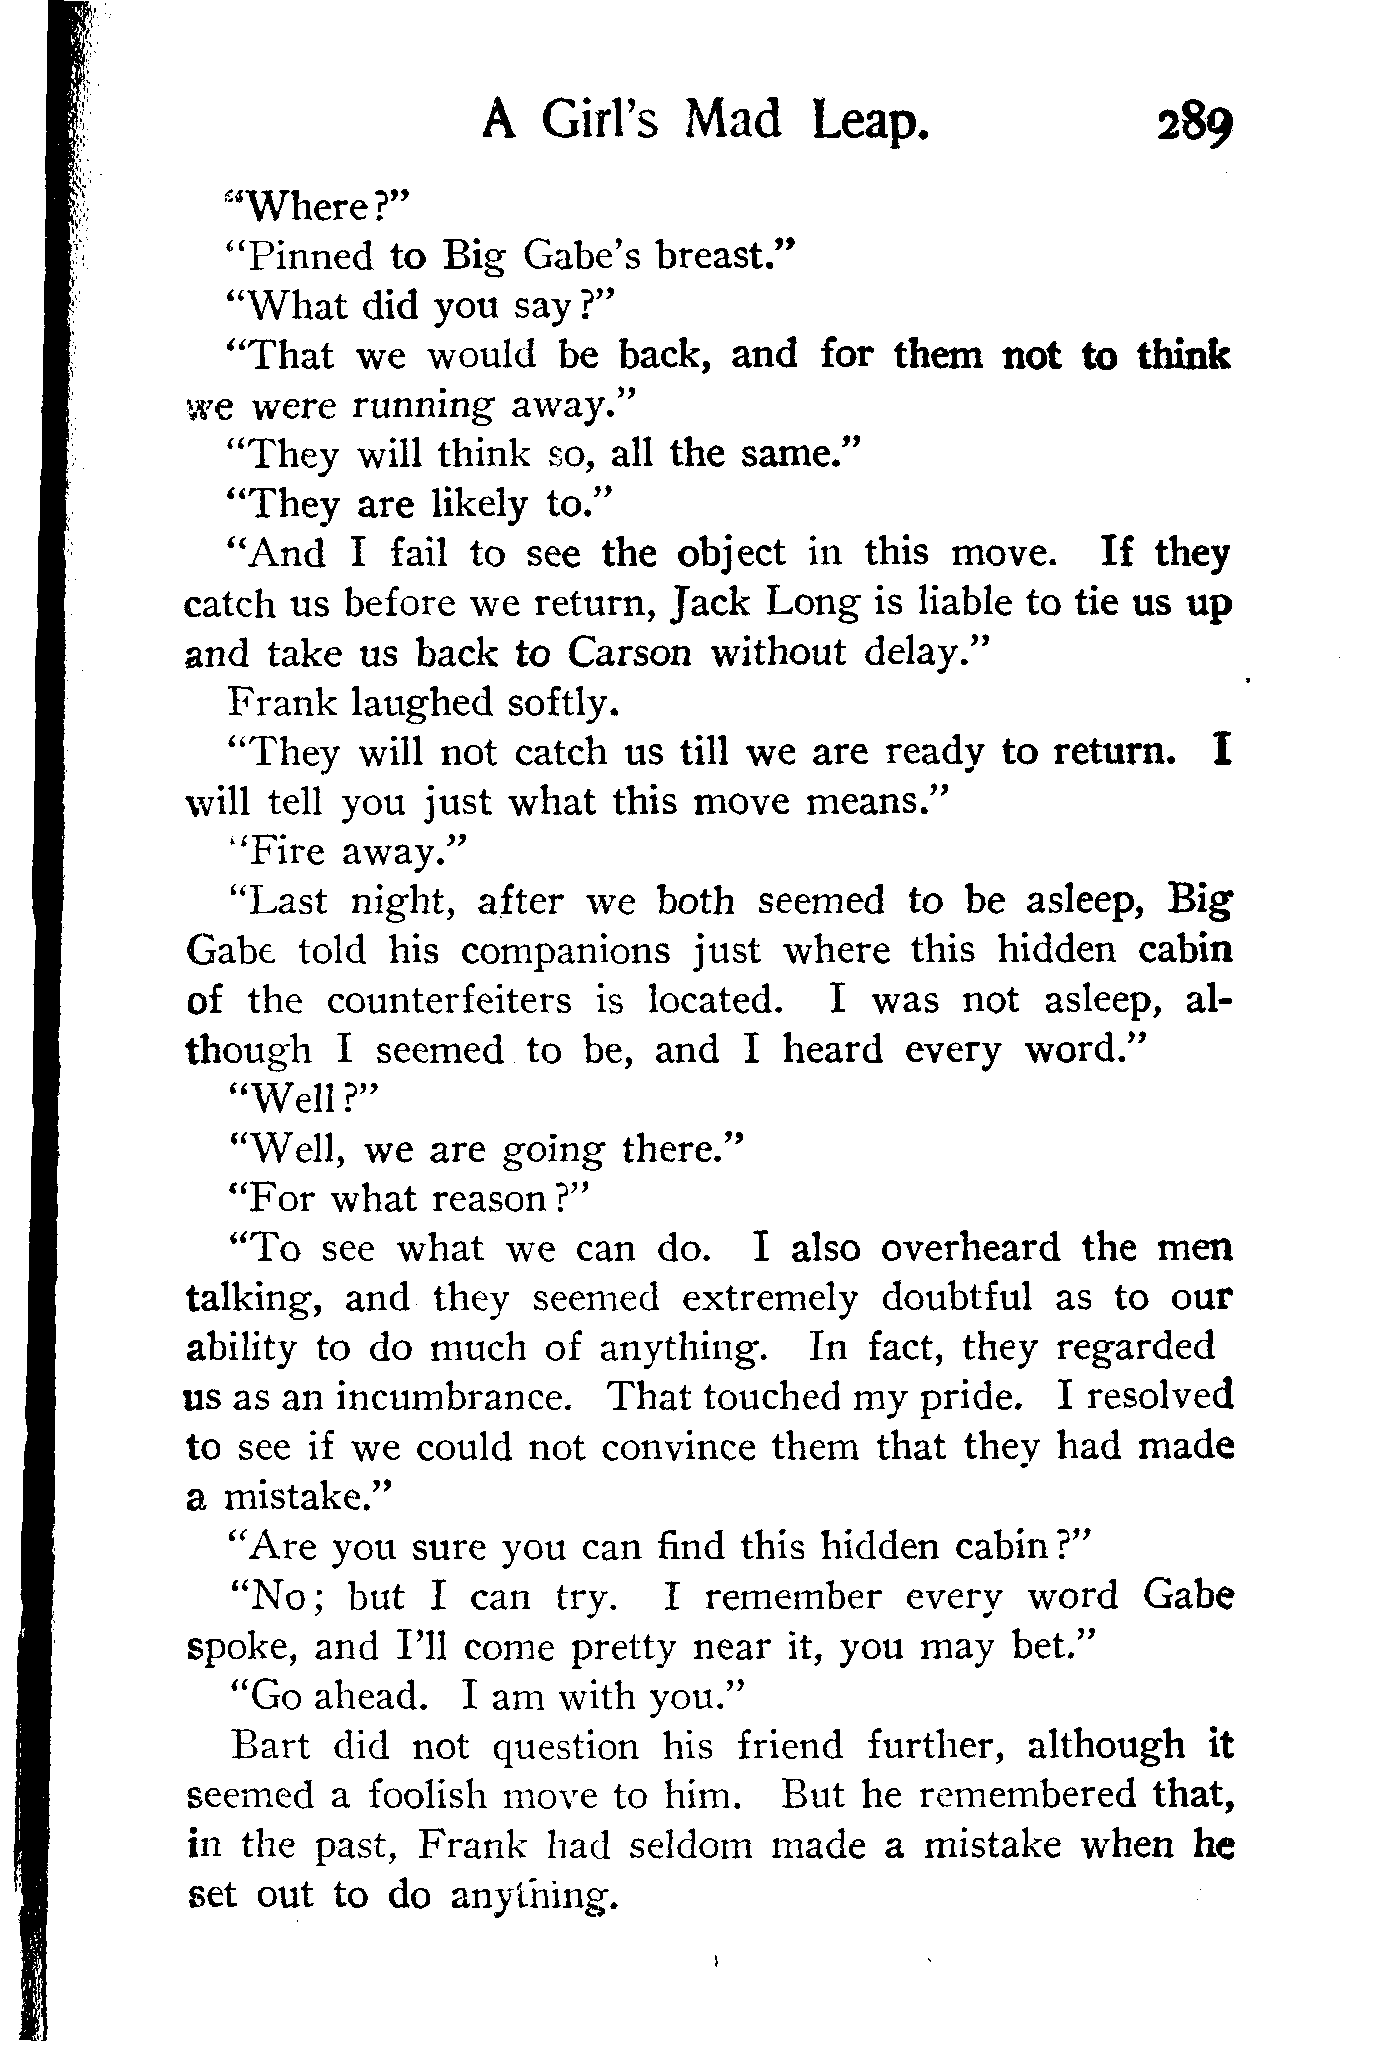 A Girl's Mad Leap. 289
"Where?"
"Pinned to Big Gabe's breast."
"What did you say?"
"That we would be back, and for them not to think
we were running away."
"They will think so, all the same."
"They are likely to."
"And I fail to see the object in this move. If they
catch us before we return, Jack Long is liable to tie us up
and take us back to Carson without delay."
Frank laughed softly.
"They will not catch us till we are ready to return. I
will tell you just what this move means."
"Fire away."
"Last night, after we both seemed to be asleep, Big
Gabe told his companions just where this hidden cabin
of the counterfeiters is located. I was not asleep, al-
though I seemed to be, and I heard every word."
"Well?"
"Well, we are going there."
"For what reason?"
"To see what we can do. I also overheard the men
talking, and they seemed extremely doubtful as to our
ability to do much of anything. In fact, they regarded
us as an incumbrance. That touched my pride. I resolved
to see if we could not convince them that they had made
a mistake."
"Are you sure you can find this hidden cabin?"
"No; but I can try. I remember every word Gabe
spoke, and I'll come pretty near it, you may bet."
"Go ahead. I am with you."
Bart did not question his friend further, although it
seemed a foolish move to him. But he remembered that,
in the past, Frank had seldom made a mistake when he
set out to do anything.